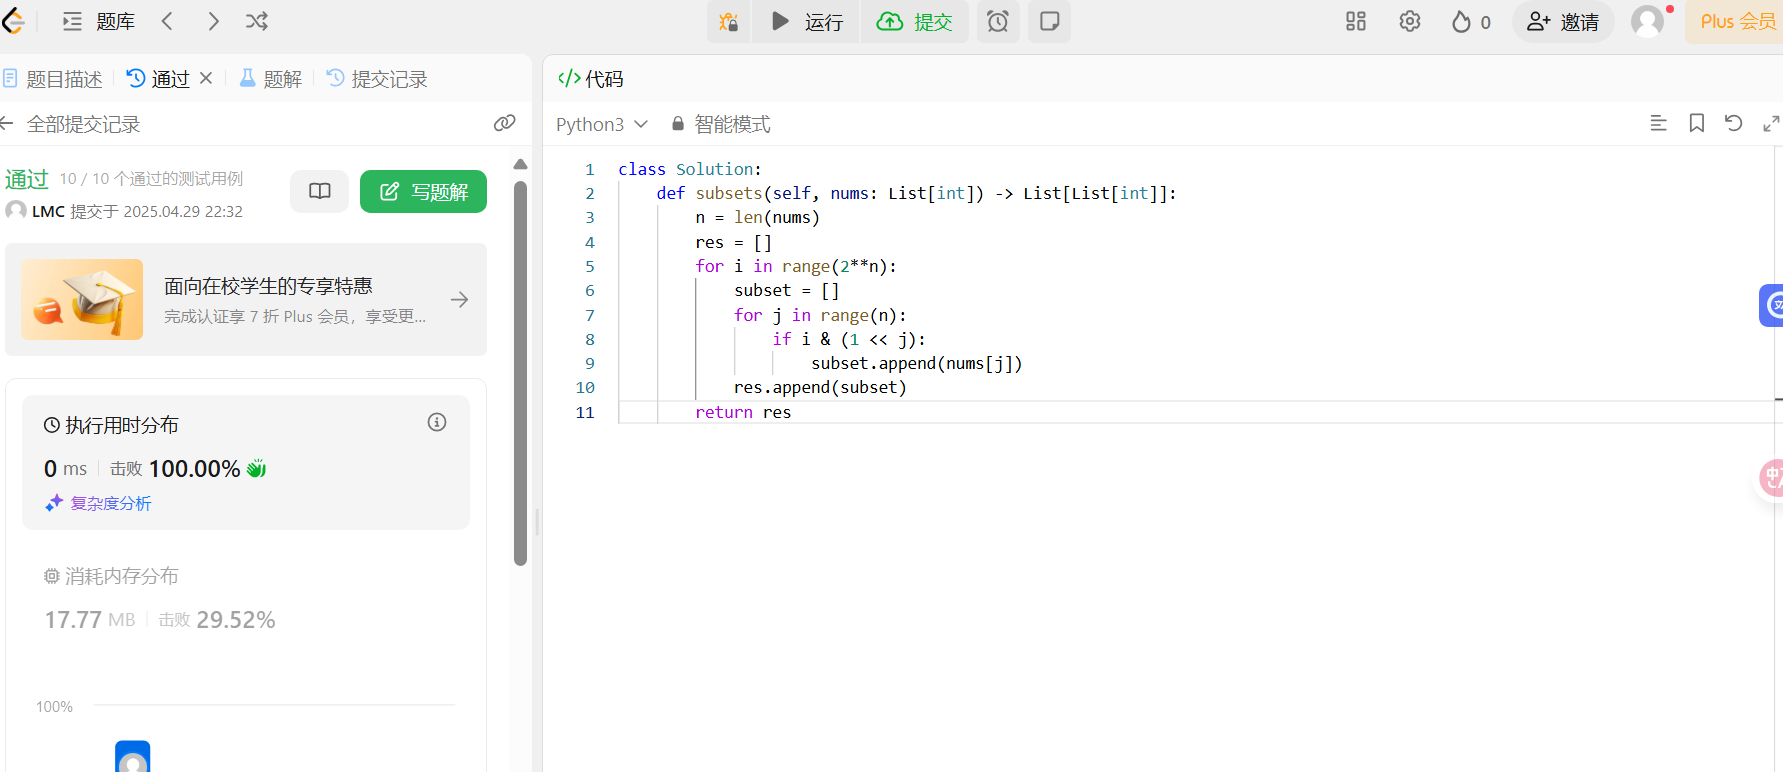 题库
运行
提交
0
邀请
Plus 会员
题目描述
通过
题解
提交记录
代码
全部提交记录
Python3
智能模式
通过 10 / 10 个通过的测试用例
LMC 提交于 2025.04.29 22:32
写题解
面向在校学生的专享特惠
完成认证享 7 折 Plus 会员，享受更...
执行用时分布
0 ms 击败 100.00%
复杂度分析
消耗内存分布
17.77 MB 击败 29.52%
100%
1 class Solution:
2     def subsets(self, nums: List[int]) -> List[List[int]]:
3         n = len(nums)
4         res = []
5         for i in range(2**n):
6             subset = []
7             for j in range(n):
8                 if i & (1 << j):
9                     subset.append(nums[j])
10             res.append(subset)
11         return res